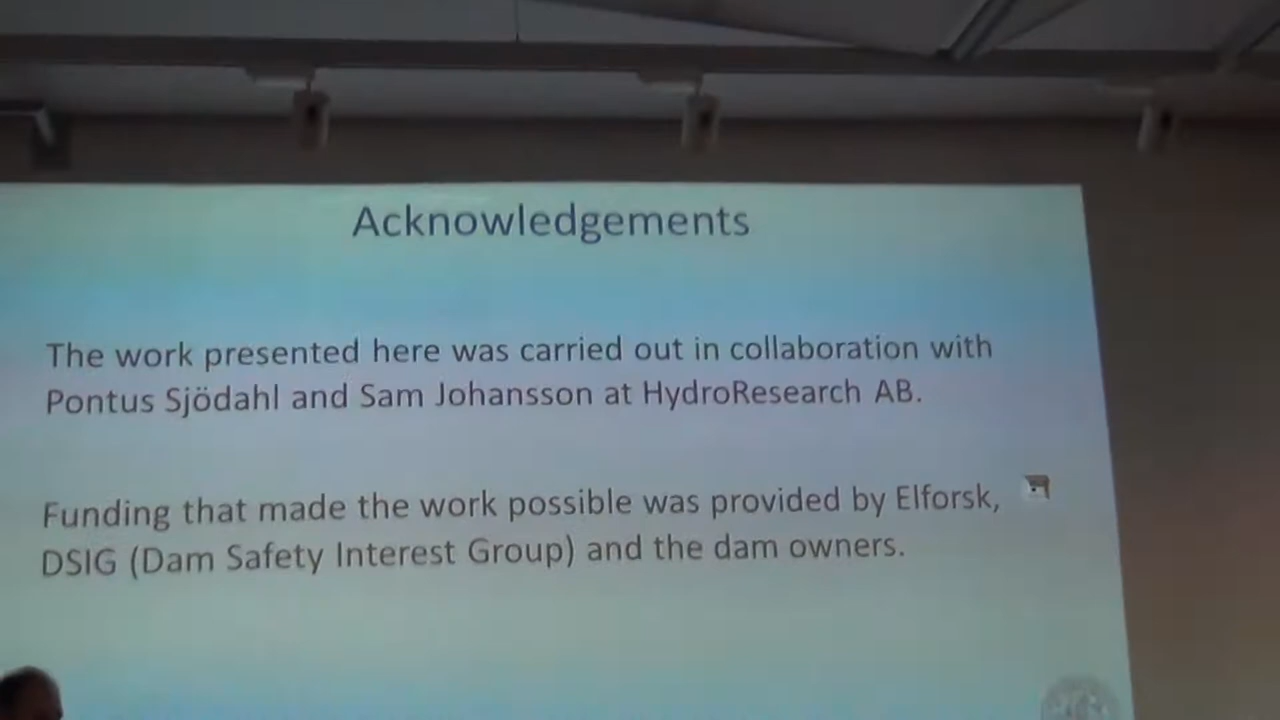 Acknowledgements
The work presented here was carried out in collaboration with
Pontus Sjödahl and Sam Johansson at HydroResearch AB.
Funding that made the work possible was provided by Elforsk,
DSIG (Dam Safety Interest Group) and the dam owners.